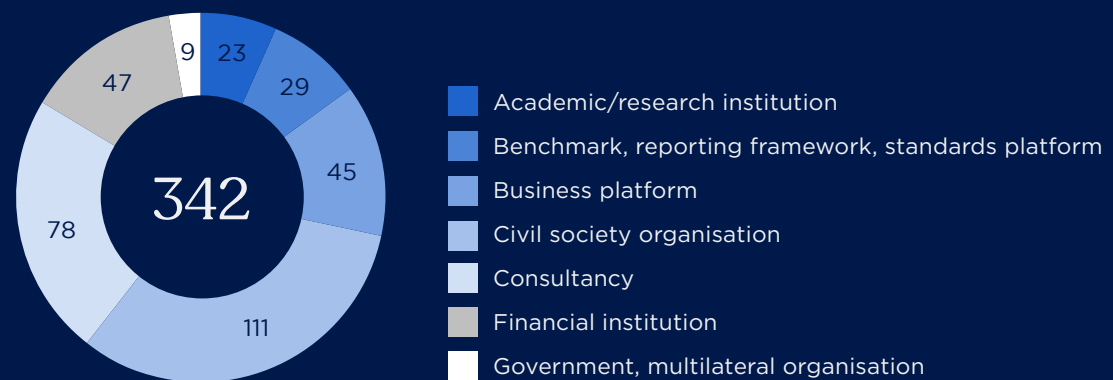 9
23
47
29
342
45
78
111
Academic/research institution
Benchmark, reporting framework, standards platform
Business platform
Civil society organisation
Consultancy
Financial institution
Government, multilateral organisation